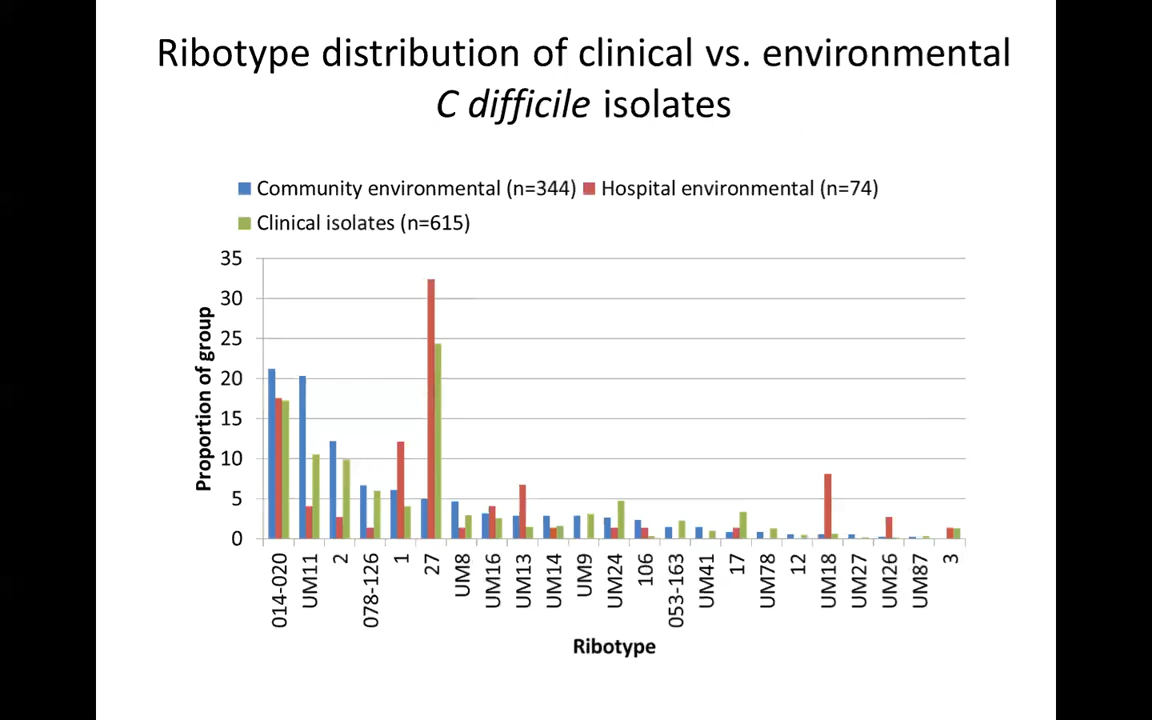 Ribotype distribution of clinical vs. environmental
C difficile isolates
Community environmental (n=344) Hospital environmental (n=74)
Clinical isolates (n=615)
35
30
25
20
15
10
5
0
Proportion of group
014-020
UM11
2
078-126
1
27
UM8
UM16
UM13
UM14
UM9
UM24
106
053-163
UM41
17
UM78
12
UM18
UM27
UM26
UM87
3
Ribotype